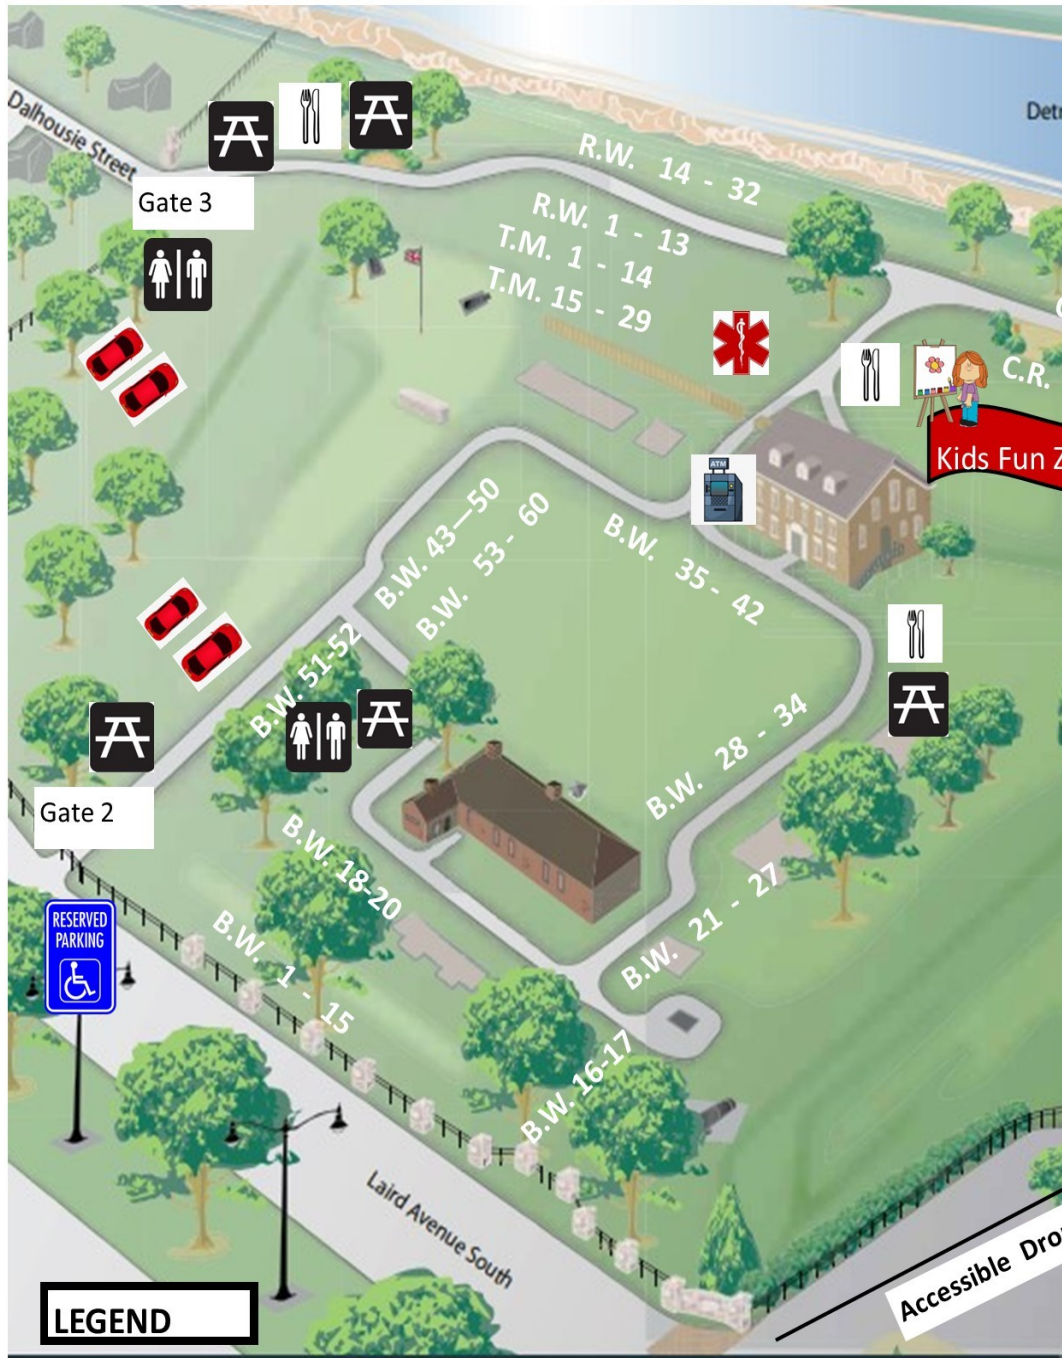 Dalhousie Street
Detr
R.W. 14 - 32
Gate 3
R.W. 1 - 13
T.M. 1 - 14
T.M. 15 - 29
C.R.
Kids Fun Z
ATM
B.W. 43—50
B.W. 53 - 60
B.W. 35 - 42
B.W. 51-52
B.W. 28 - 34
Gate 2
B.W. 18-20
B.W. 21 - 27
RESERVED
PARKING
B.W. 1 - 15
B.W. 16-17
Laird Avenue South
Accessible Dro
LEGEND